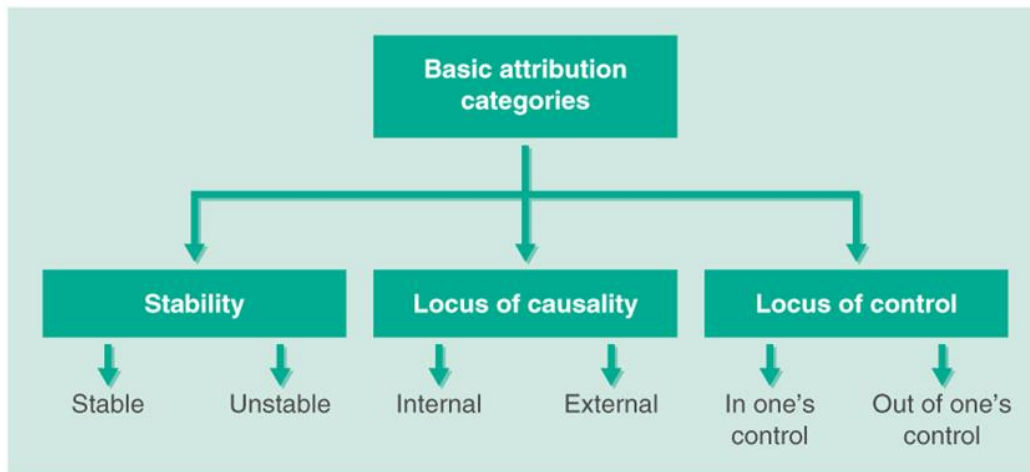 Basic attribution
categories
Stability
Locus of causality
Locus of control
Stable
Unstable
Internal
External
In one's
control
Out of one's
control